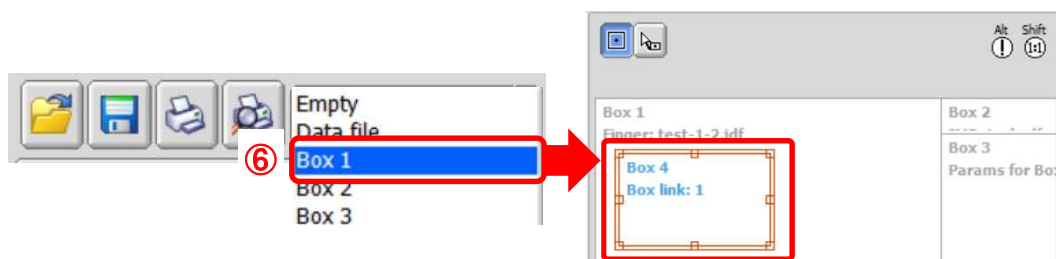 Empty
Data file
⑥
Box 1
Box 2
Box 3
Alt Shift
Box 1
Finger: test-1-2.idf
Box 4
Box link: 1
Box 2
Box 3
Params for Box